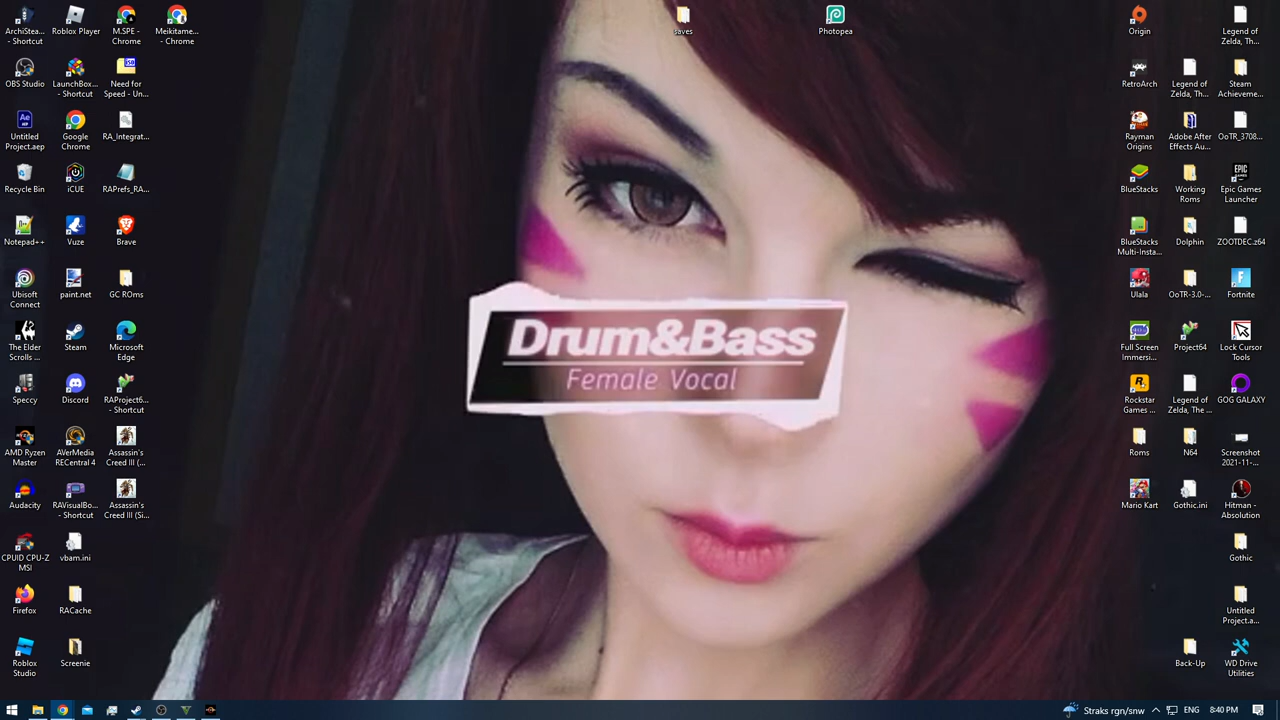 ArchiStea...
- Shortcut
Roblox Player
M.SPE -
Chrome
Meikitame...
- Chrome
saves
Photopea
Origin
Legend of
Zelda, Th...
OBS Studio
LaunchBox...
- Shortcut
Need for
Speed - Un...
RetroArch
Legend of
Zelda, Th...
Steam
Achieveme...
Untitled
Project.aep
Google
Chrome
RA_Integrat...
Rayman
Origins
Adobe After
Effects Au...
OoTR_3708...
Recycle Bin
iCUE
RAPrefs_RA...
BlueStacks
Working
Roms
Epic Games
Launcher
Notepad++
Vuze
Brave
BlueStacks
Multi-Insta...
Dolphin
ZOOTDEC.z64
Ubisoft
Connect
paint.net
GC ROms
Ulala
OoTR-3.0-...
Fortnite
The Elder
Scrolls ...
Steam
Microsoft
Edge
Full Screen
Immersi...
Project64
Lock Cursor
Tools
Drum&Bass
Female Vocal
Speccy
Discord
RAProject6...
- Shortcut
Rockstar
Games ...
Legend of
Zelda, The ...
GOG GALAXY
AMD Ryzen
Master
AVerMedia
RECentral 4
Assassin's
Creed III (...
Roms
N64
Screenshot
2021-11-...
Audacity
RAVisualBo...
- Shortcut
Assassin's
Creed III (Si...
Mario Kart
Gothic.ini
Hitman -
Absolution
CPUID CPU-Z
MSI
vbam.ini
Gothic
Firefox
RACache
Untitled
Project.a...
Roblox
Studio
Screenie
Back-Up
WD Drive
Utilities
Straks rgn/snw
ENG
8:40 PM